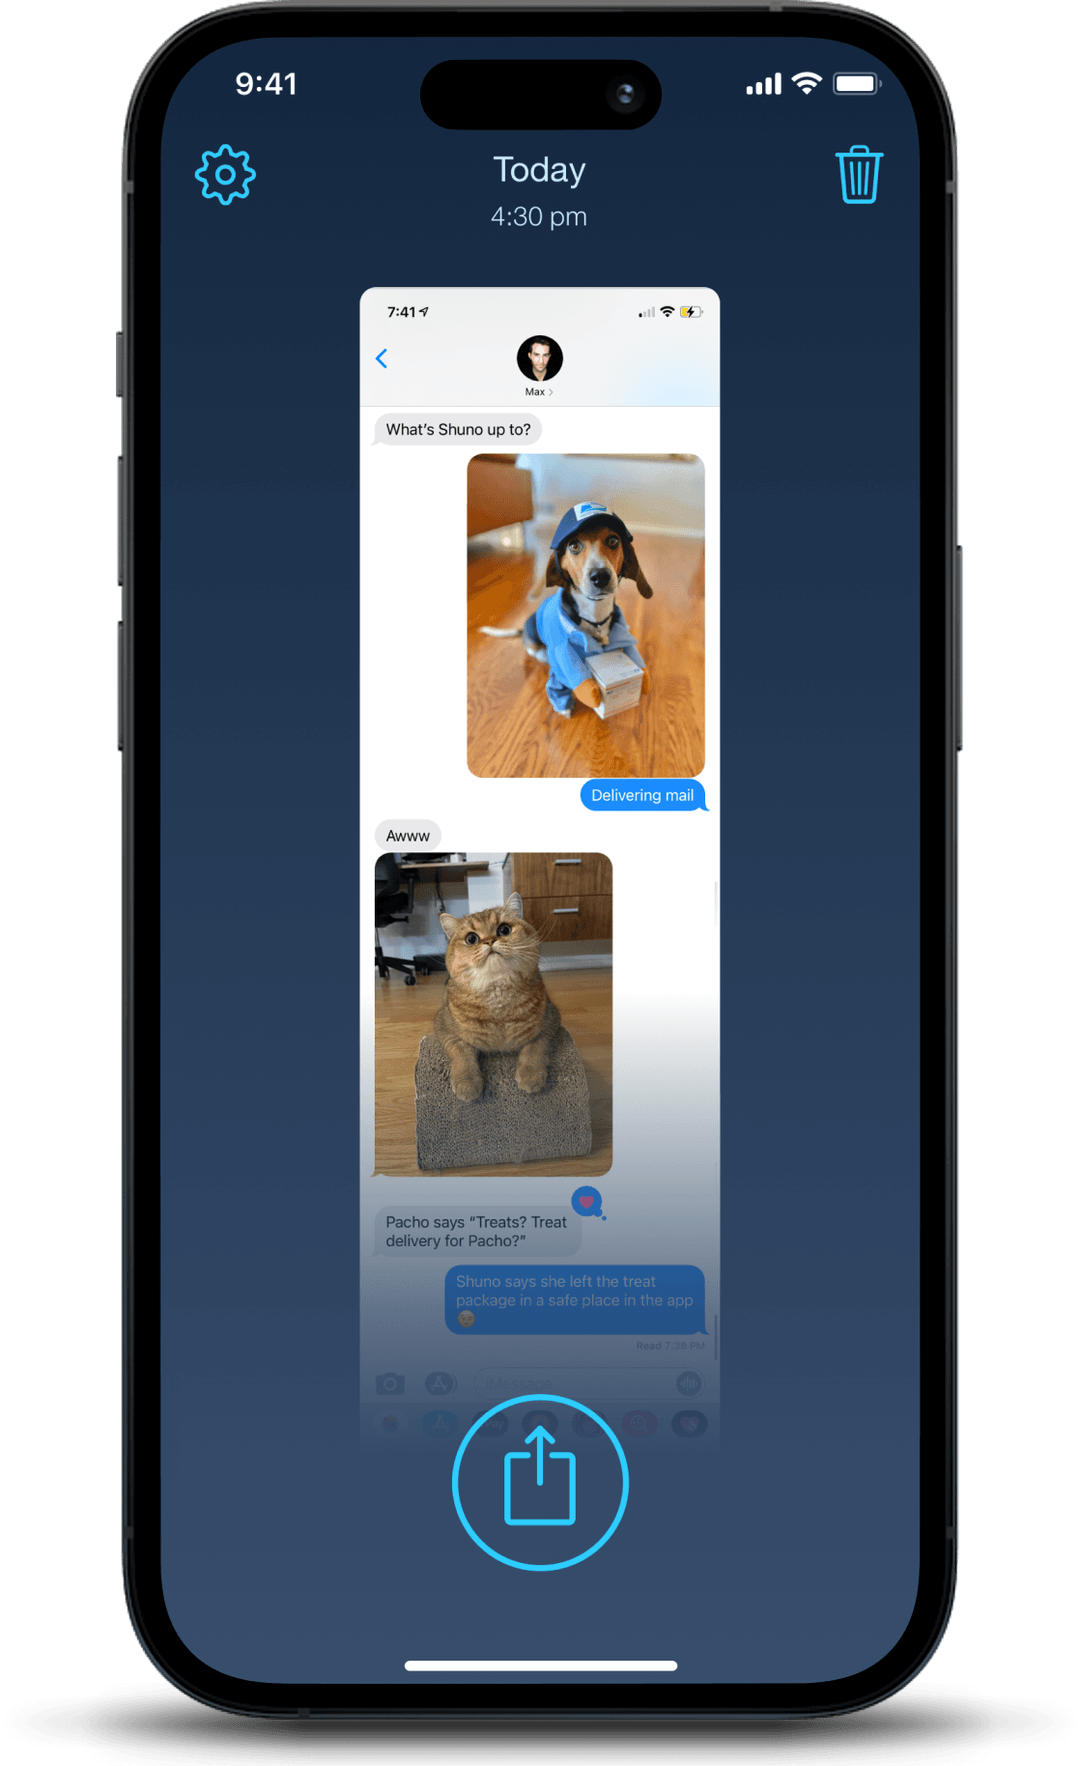 9:41
Today
4:30 pm
7:41
Max
What's Shuno up to?
Delivering mail
Awww
Pacho says “Treats? Treat
delivery for Pacho?”
Shuno says she left the treat
package in a safe place in the app
Read 7:38 PM
iMessage
Pay